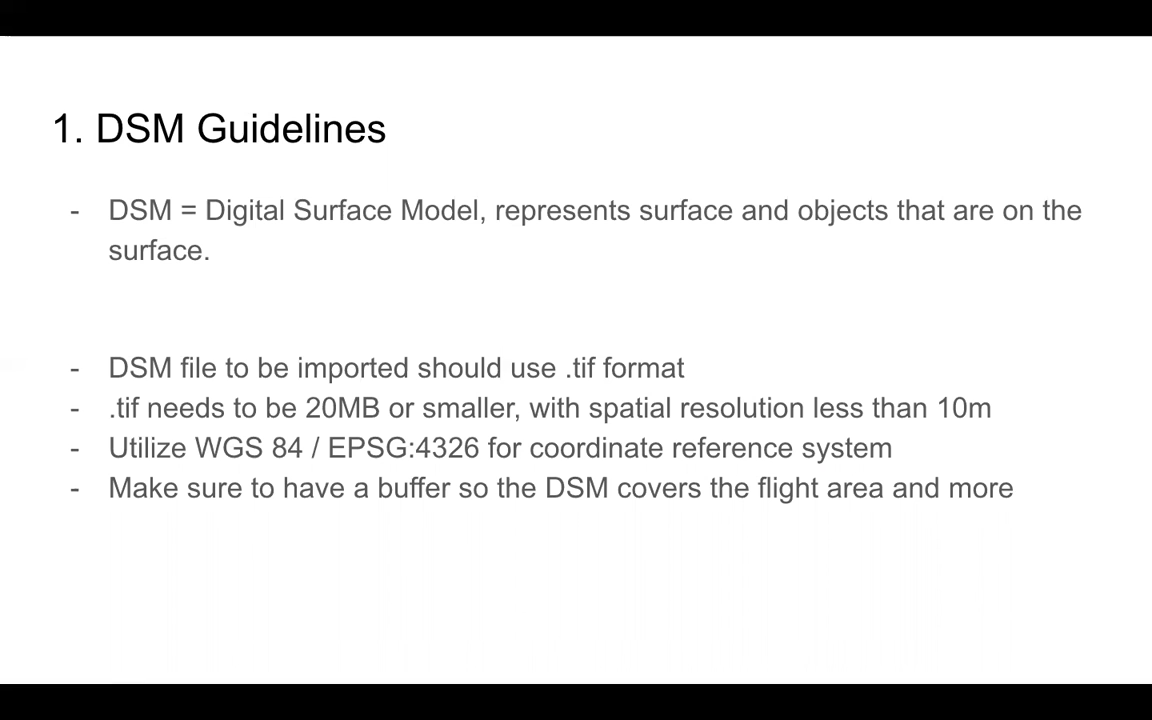 1. DSM Guidelines
- DSM = Digital Surface Model, represents surface and objects that are on the
surface.
- DSM file to be imported should use .tif format
- .tif needs to be 20MB or smaller, with spatial resolution less than 10m
- Utilize WGS 84 / EPSG:4326 for coordinate reference system
- Make sure to have a buffer so the DSM covers the flight area and more